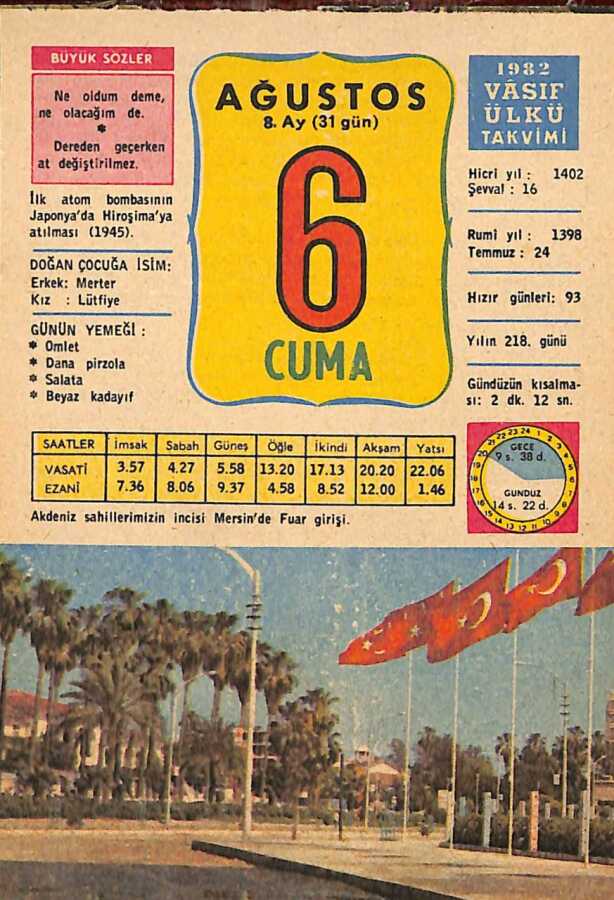 BÜYÜK SÖZLER
Ne oldum deme,
ne olacağım de.
*
Dereden geçerken
at değiştirilmez.
İlk atom bombasının
Japonya'da Hiroşima'ya
atılması (1945).
DOĞAN ÇOCUĞA İSİM:
Erkek: Merter
Kız : Lütfiye
GÜNÜN YEMEĞİ :
* Omlet
* Dana pirzola
* Salata
* Beyaz kadayıf
AĞUSTOS
8. Ay (31 gün)
6
CUMA
1982
VÂSIF
ÜLKÜ
TAKVİMİ
Hicri yıl : 1402
Şevval : 16
Rumi yıl : 1398
Temmuz : 24
Hızır günleri: 93
Yılın 218. günü
Gündüzün kısalma-
sı: 2 dk. 12 sn.
SAATLER İmsak Sabah Güneş Öğle İkindi Akşam Yatsı
VASATİ 3.57 4.27 5.58 13.20 17.13 20.20 22.06
EZANİ 7.36 8.06 9.37 4.58 8.52 12.00 1.46
GECE
9 s. 38 d.
GUNDUZ
14 s. 22 d.
Akdeniz sahillerimizin incisi Mersin'de Fuar girişi.